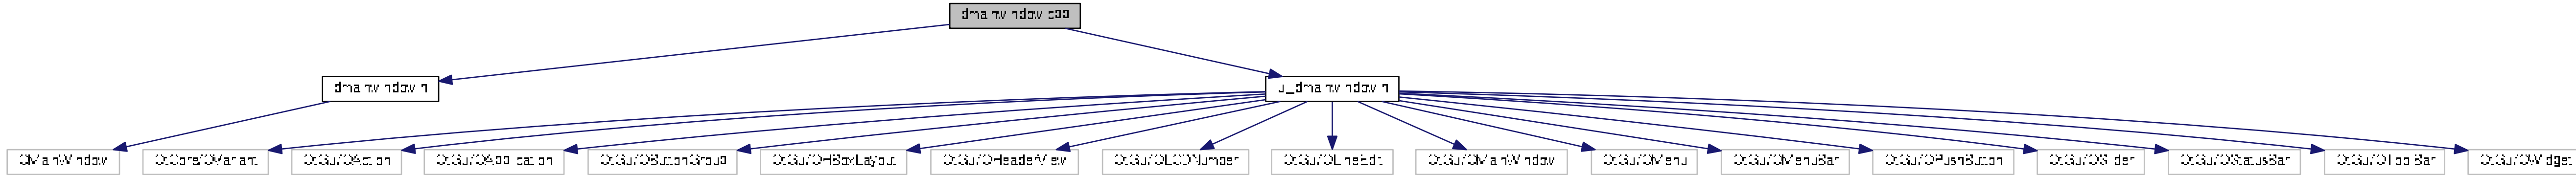 dmainwindow.cpp
dmainwindow.h
ui_dmainwindow.h
QMainWindow
QtCore/QVariant
QtGui/QAction
QtGui/QApplication
QtGui/QButtonGroup
QtGui/QHBoxLayout
QtGui/QHeaderView
QtGui/QLCDNumber
QtGui/QLineEdit
QtGui/QMainWindow
QtGui/QMenu
QtGui/QMenuBar
QtGui/QPushButton
QtGui/QSlider
QtGui/QStatusBar
QtGui/QToolBar
QtGui/QWidget